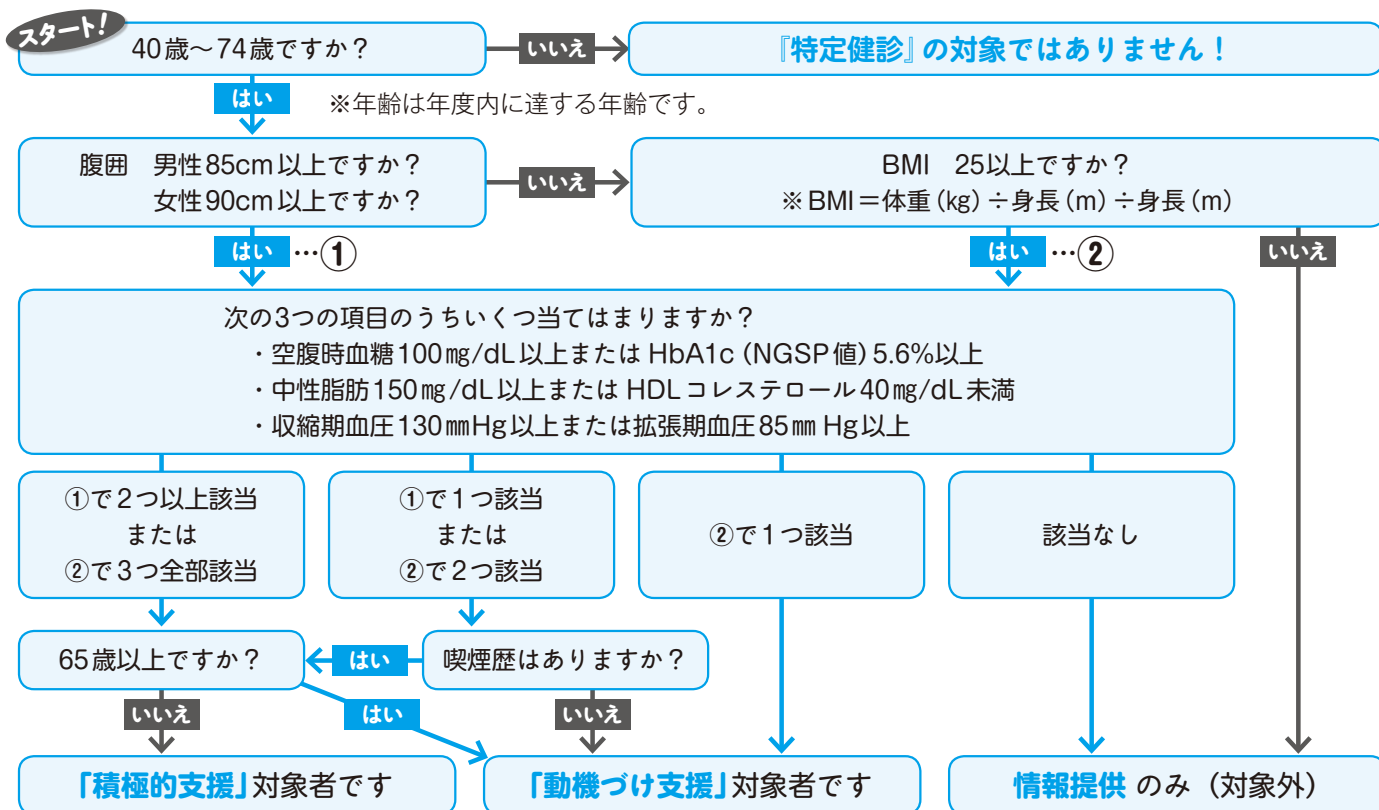 スタート!
40歳～74歳ですか？
いいえ
『特定健診』の対象ではありません！
はい
※年齢は年度内に達する年齢です。
腹囲　男性85cm以上ですか？
女性90cm以上ですか？
いいえ
BMI　25以上ですか？
※BMI＝体重（kg）÷身長（m）÷身長（m）
はい …①
はい …②
いいえ
次の3つの項目のうちいくつ当てはまりますか？
・空腹時血糖100㎎/dL以上または HbA1c（NGSP値）5.6%以上
・中性脂肪150㎎/dL以上または HDLコレステロール40㎎/dL未満
・収縮期血圧130㎜Hg以上または拡張期血圧85㎜ Hg以上
①で2つ以上該当
または
②で3つ全部該当
①で1つ該当
または
②で2つ該当
②で1つ該当
該当なし
65歳以上ですか？
はい
喫煙歴はありますか？
いいえ
はい
いいえ
「積極的支援」対象者です
「動機づけ支援」対象者です
情報提供 のみ（対象外）